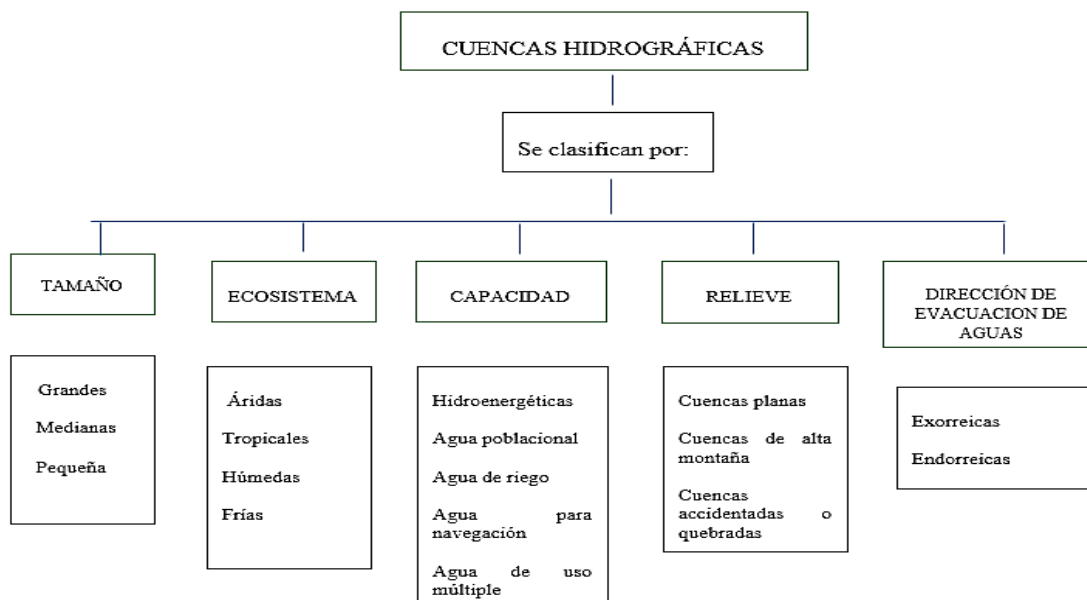 CUENCAS HIDROGRÁFICAS
Se clasifican por:
TAMAÑO
Grandes
Medianas
Pequeña
ECOSISTEMA
Áridas
Tropicales
Húmedas
Frías
CAPACIDAD
Hidroenergéticas
Agua poblacional
Agua de riego
Agua para
navegación
Agua de uso
múltiple
RELIEVE
Cuencas planas
Cuencas de alta
montaña
Cuencas
accidentadas o
quebradas
DIRECCIÓN DE
EVACUACION DE
AGUAS
Exorreicas
Endorreicas